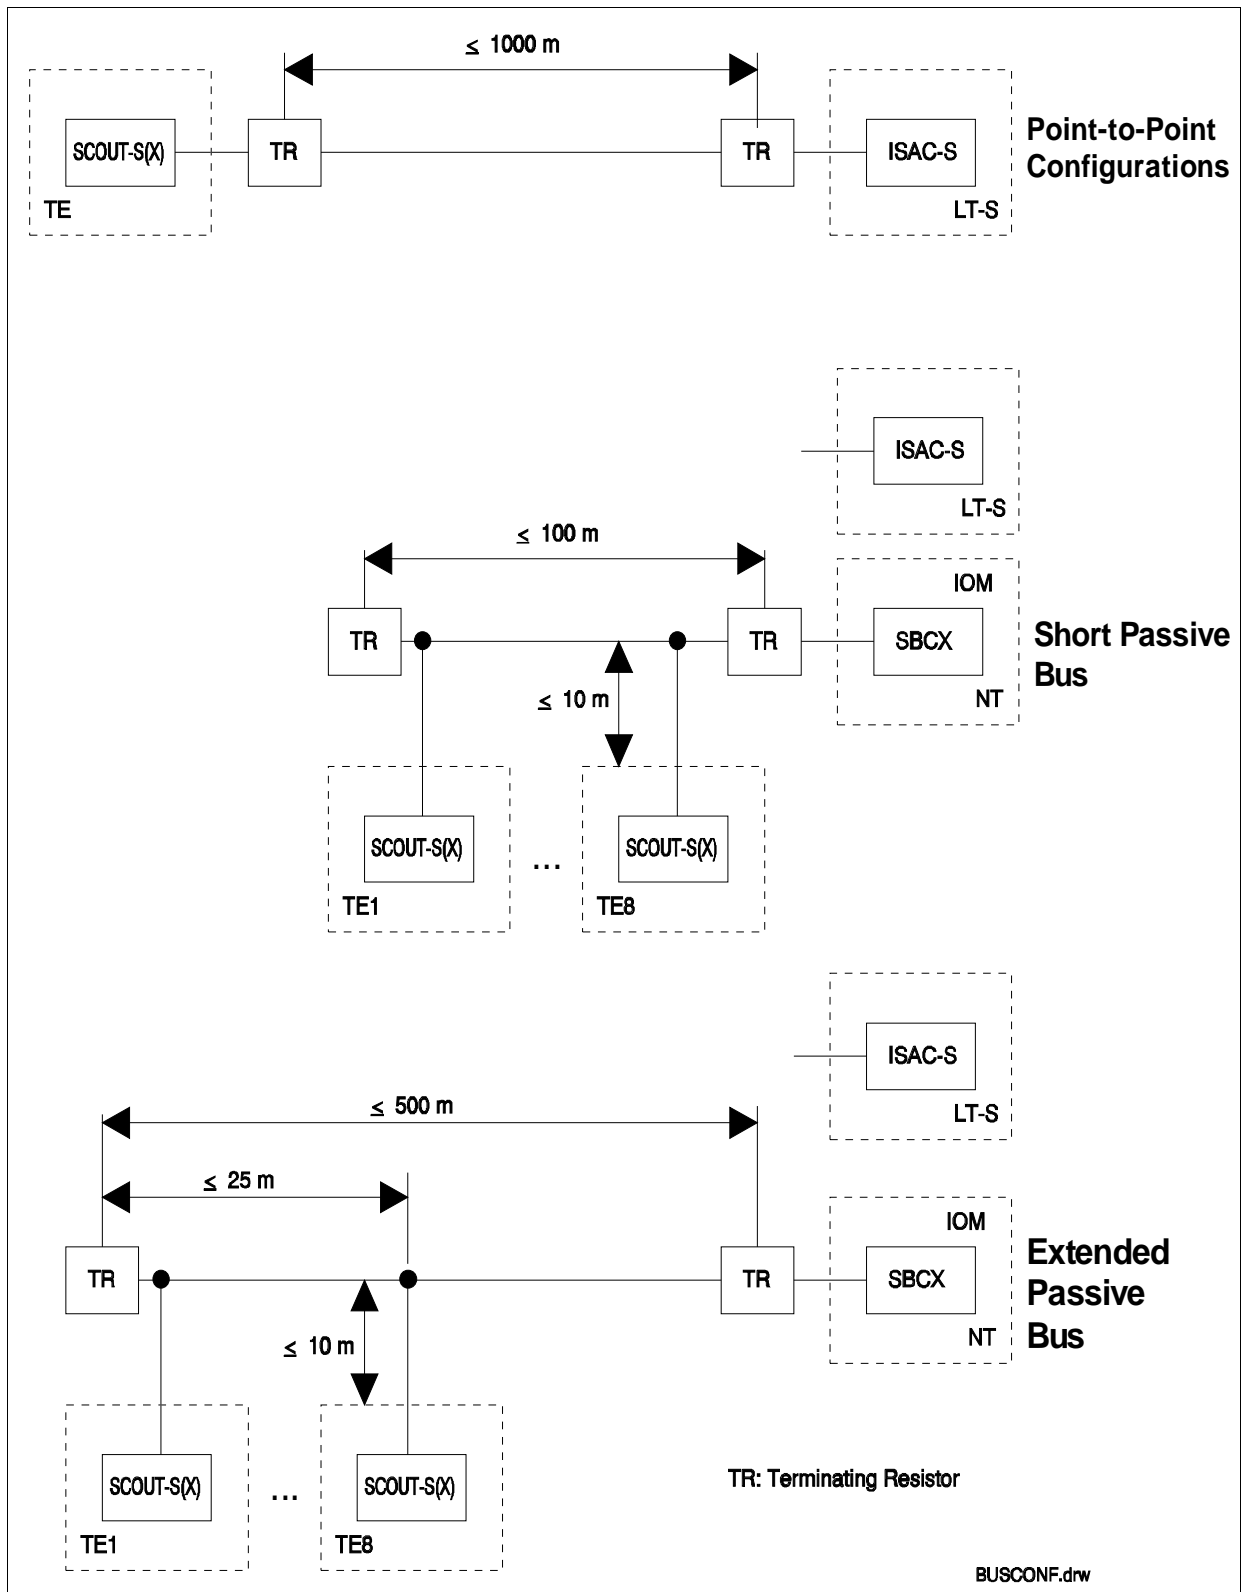 ≤ 1000 m
SCOUT-S(X)
TR
TR
ISAC-S
TE
LT-S
Point-to-Point
Configurations
ISAC-S
LT-S
≤ 100 m
IOM
TR
TR
SBCX
NT
Short Passive
Bus
≤ 10 m
SCOUT-S(X)
...
SCOUT-S(X)
TE1
TE8
ISAC-S
LT-S
≤ 500 m
≤ 25 m
IOM
TR
TR
SBCX
NT
Extended
Passive
Bus
≤ 10 m
SCOUT-S(X)
...
SCOUT-S(X)
TE1
TE8
TR: Terminating Resistor
BUSCONF.drw